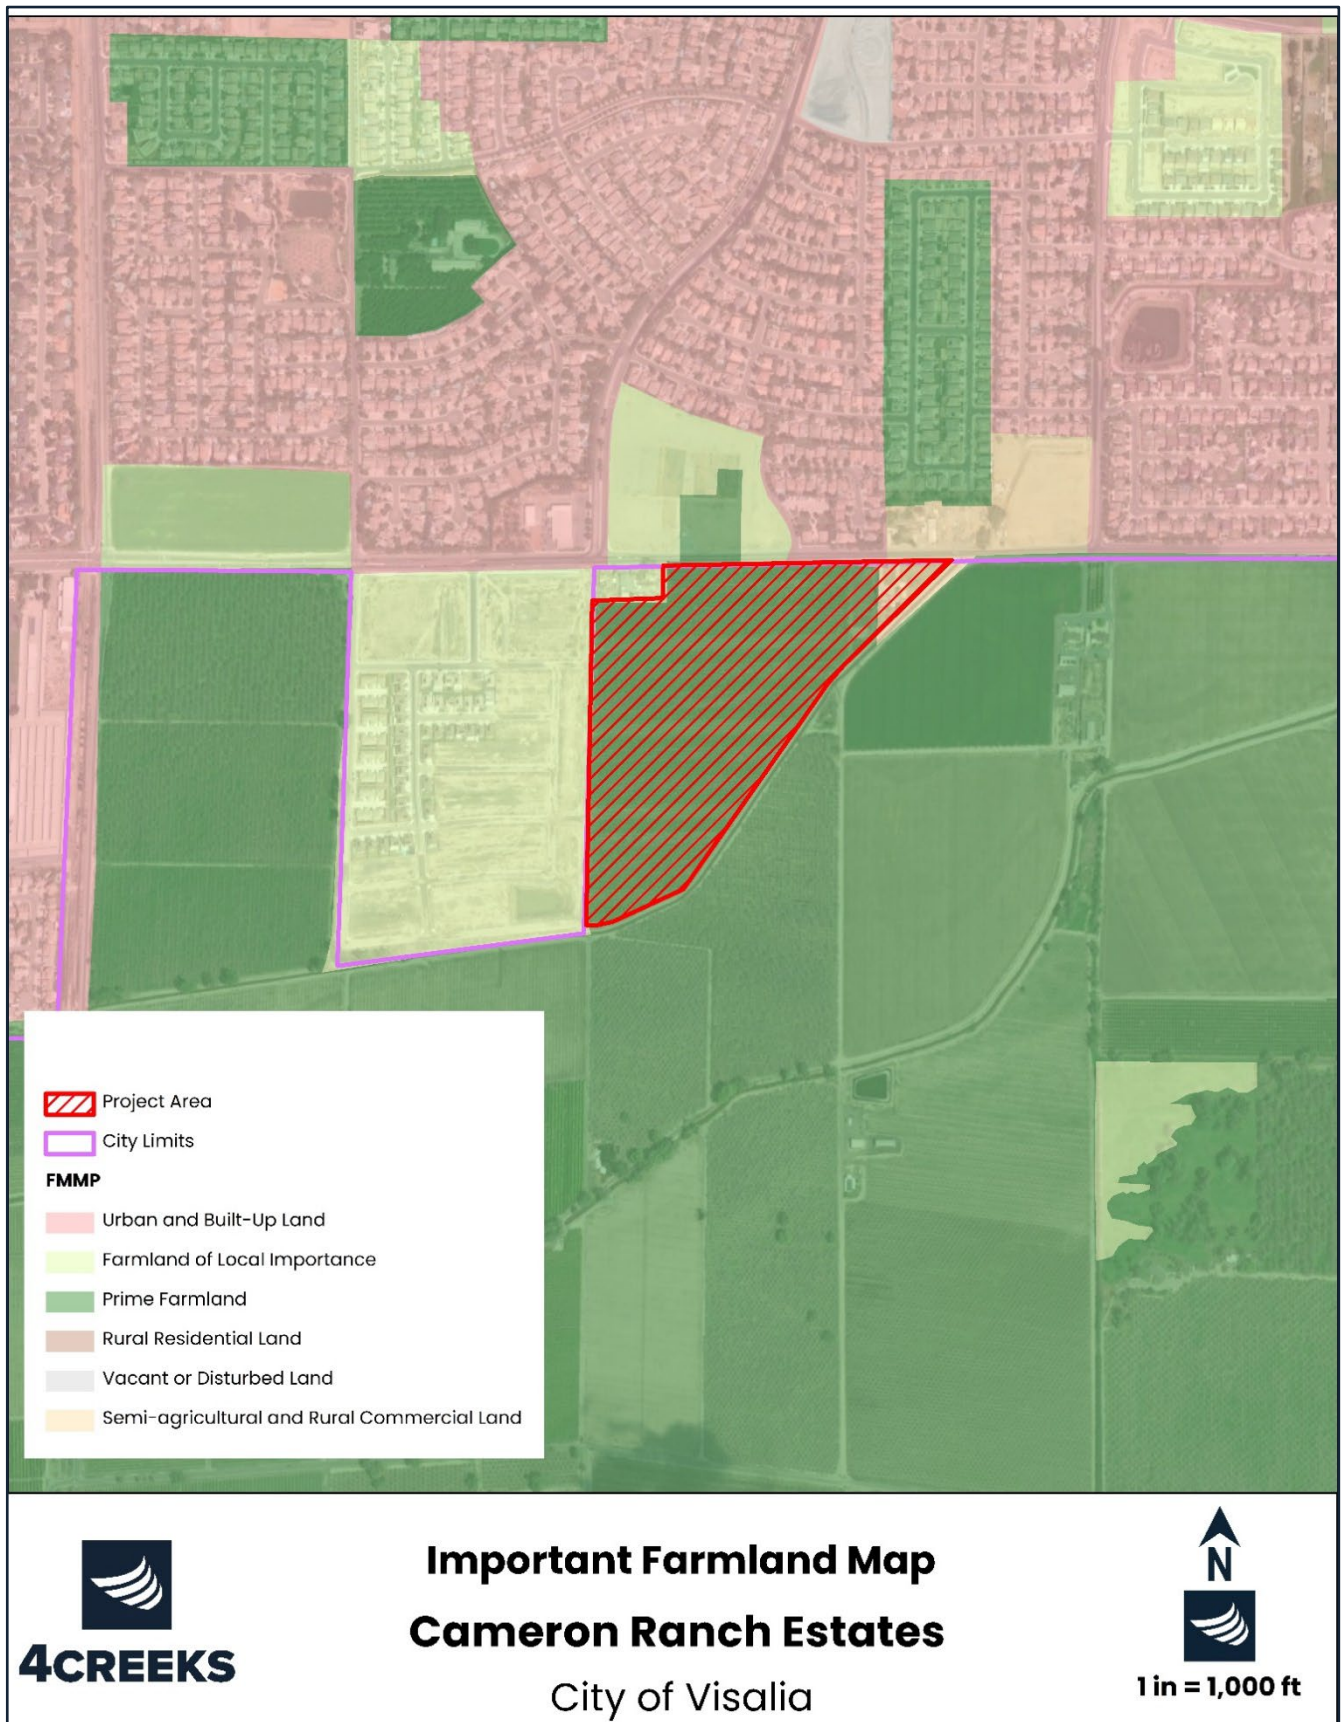 Project Area
City Limits
FMMP
Urban and Built-Up Land
Farmland of Local Importance
Prime Farmland
Rural Residential Land
Vacant or Disturbed Land
Semi-agricultural and Rural Commercial Land
4CREEKS
Important Farmland Map
Cameron Ranch Estates
City of Visalia
N
1 in = 1,000 ft